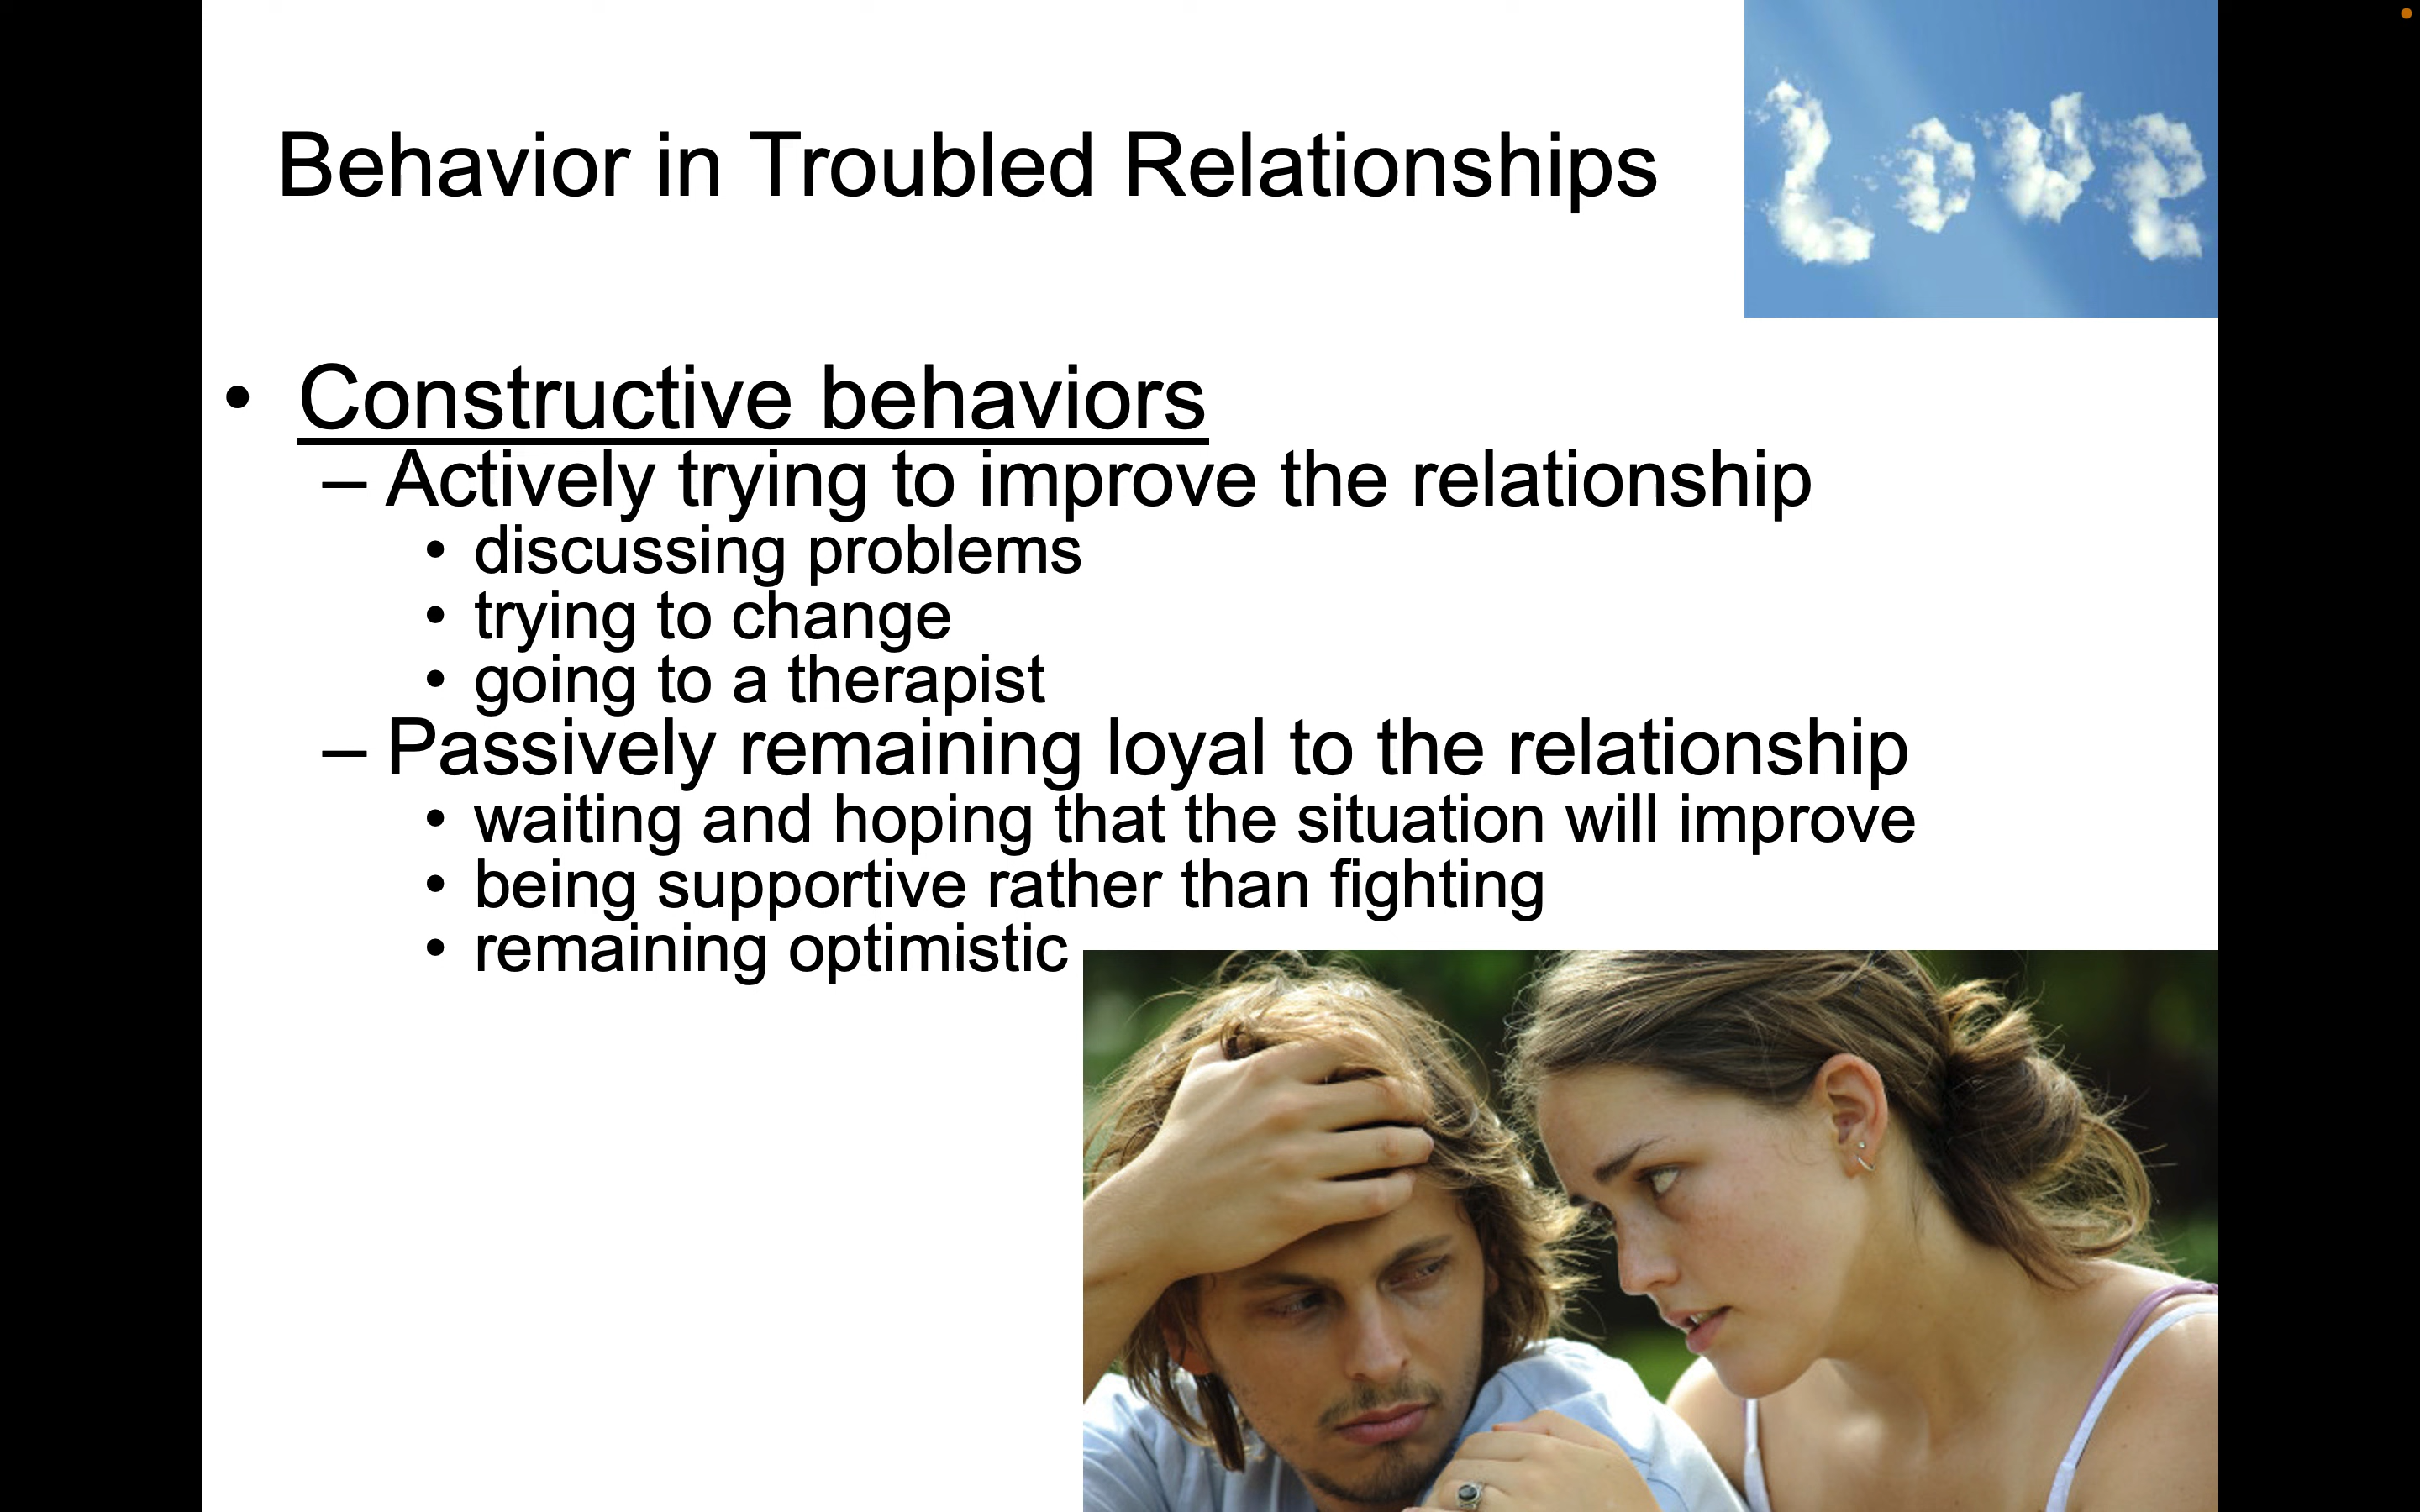 Love
Behavior in Troubled Relationships
• Constructive behaviors
– Actively trying to improve the relationship
• discussing problems
• trying to change
• going to a therapist
– Passively remaining loyal to the relationship
• waiting and hoping that the situation will improve
• being supportive rather than fighting
• remaining optimistic